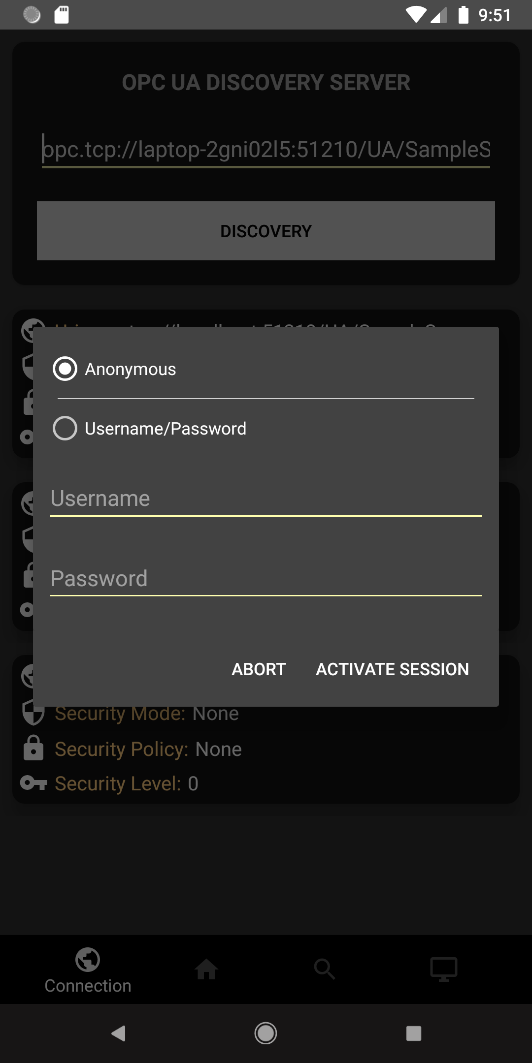 9:51
OPC UA DISCOVERY SERVER
opc.tcp://laptop-2gni02l5:51210/UA/SampleS
DISCOVERY
Anonymous
Username/Password
Username
Password
ABORT ACTIVATE SESSION
Security Mode: None
Security Policy: None
Security Level: 0
Connection